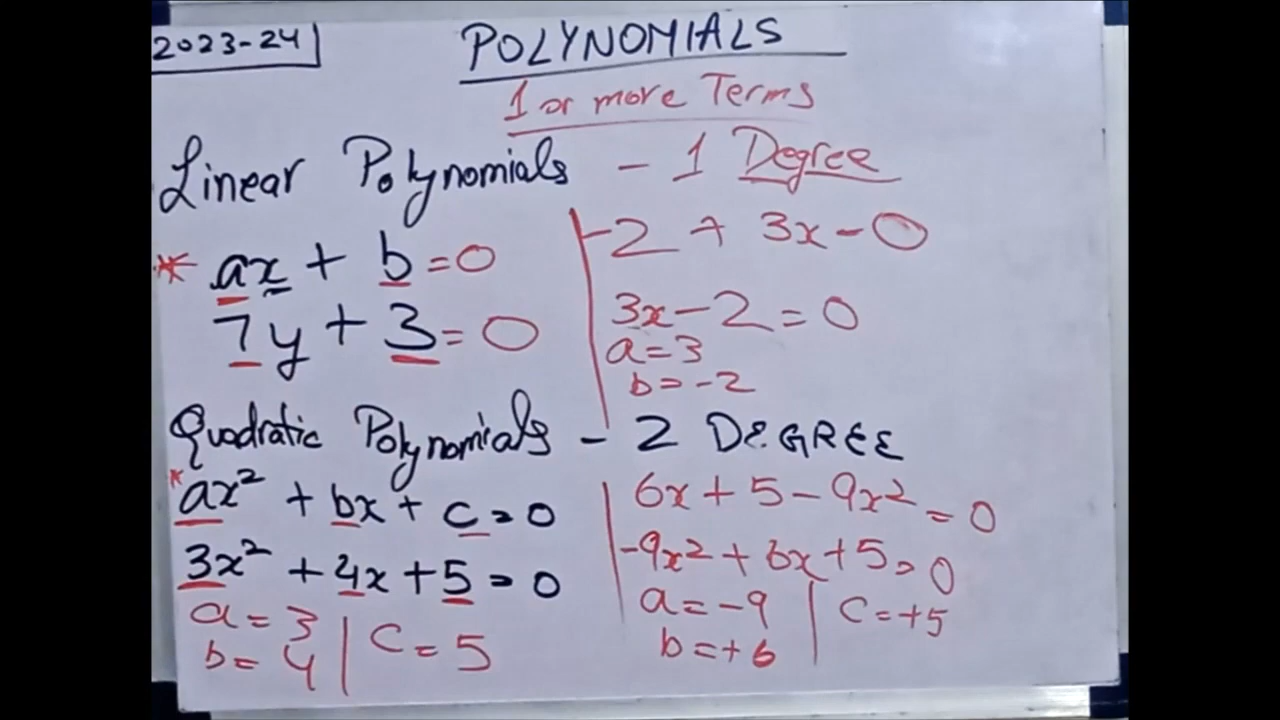 2023-24
POLYNOMIALS
1 or more Terms
Linear Polynomials - 1 Degree
* ax + b = 0
7y + 3 = 0
-2 + 3x - 0
3x - 2 = 0
a = 3
b = -2
Quadratic Polynomials - 2 DEGREE
* ax² + bx + c = 0
3x² + 4x + 5 = 0
a = 3
b = 4
c = 5
6x + 5 - 9x² = 0
-9x² + 6x + 5 = 0
a = -9
b = +6
c = +5